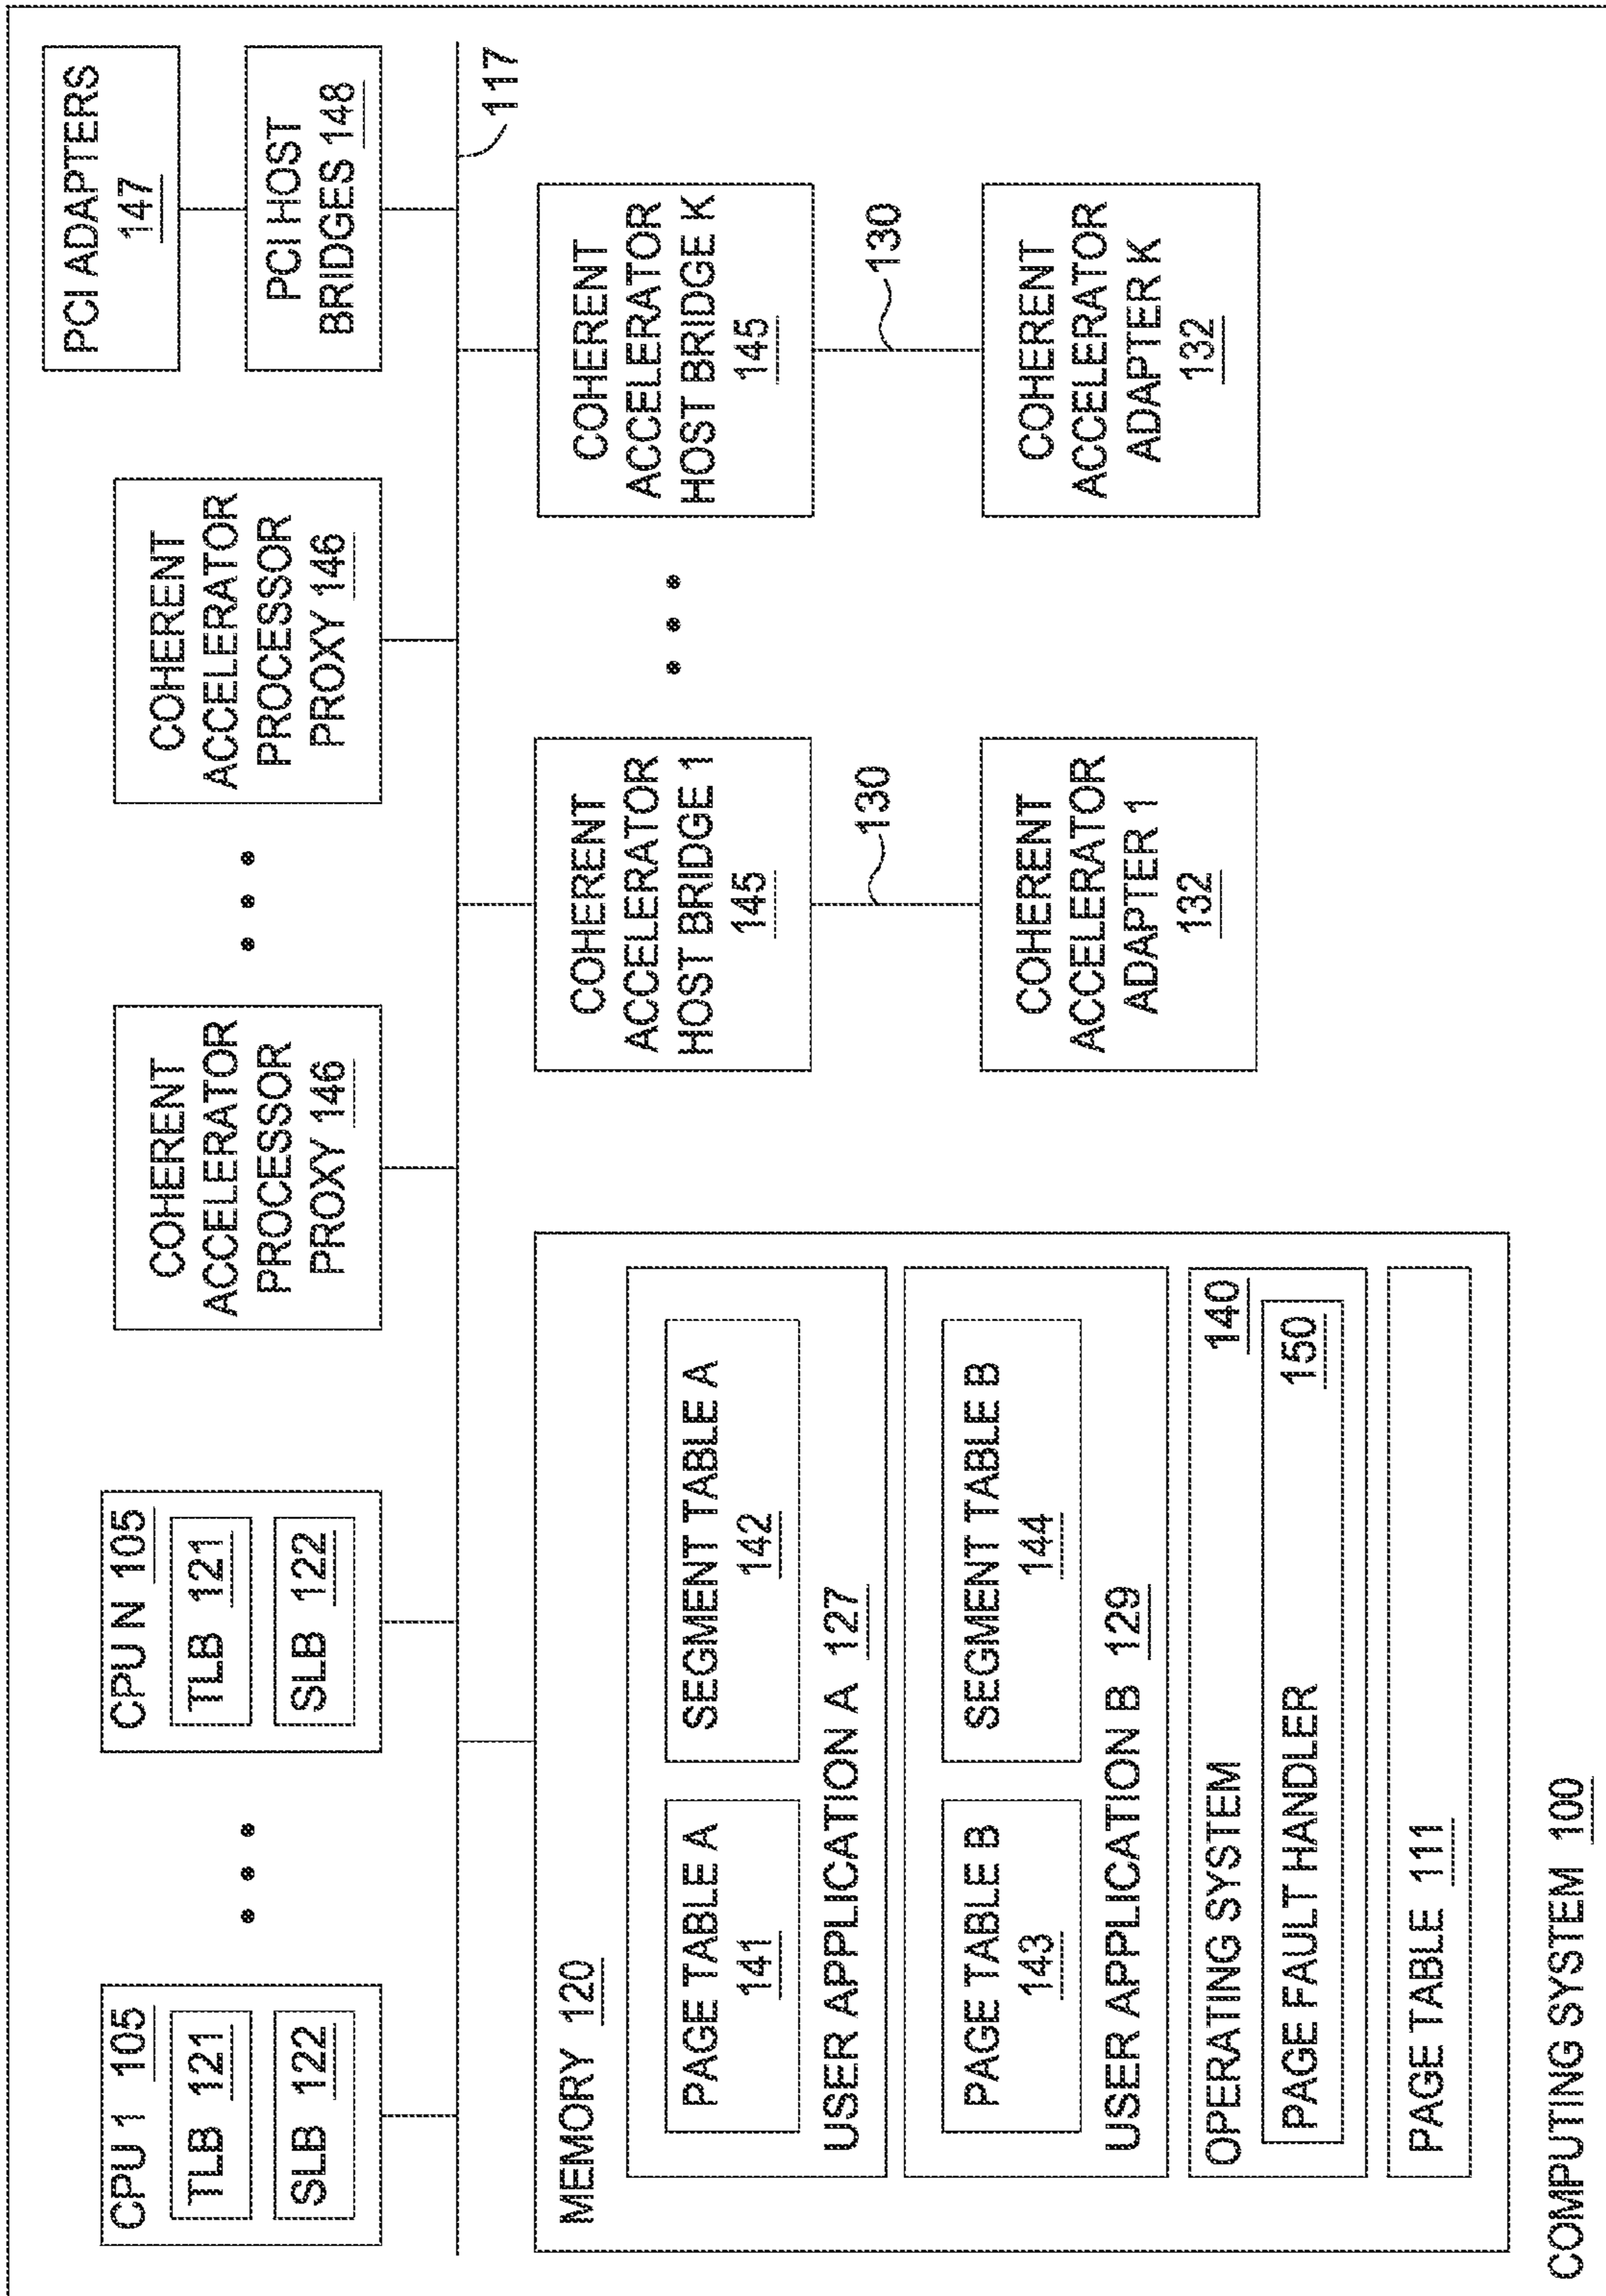 CPU 1 105
TLB 121
SLB 122
CPU N 105
TLB 121
SLB 122
COHERENT
ACCELERATOR
PROCESSOR
PROXY 146
COHERENT
ACCELERATOR
PROCESSOR
PROXY 146
PCI ADAPTERS
147
PCI HOST
BRIDGES 148
117
MEMORY 120
PAGE TABLE A
141
SEGMENT TABLE A
142
USER APPLICATION A 127
PAGE TABLE B
143
SEGMENT TABLE B
144
USER APPLICATION B 129
OPERATING SYSTEM 140
PAGE FAULT HANDLER 150
PAGE TABLE 111
COHERENT
ACCELERATOR
HOST BRIDGE 1
145
130
COHERENT
ACCELERATOR
ADAPTER 1
132
COHERENT
ACCELERATOR
HOST BRIDGE K
145
130
COHERENT
ACCELERATOR
ADAPTER K
132
COMPUTING SYSTEM 100